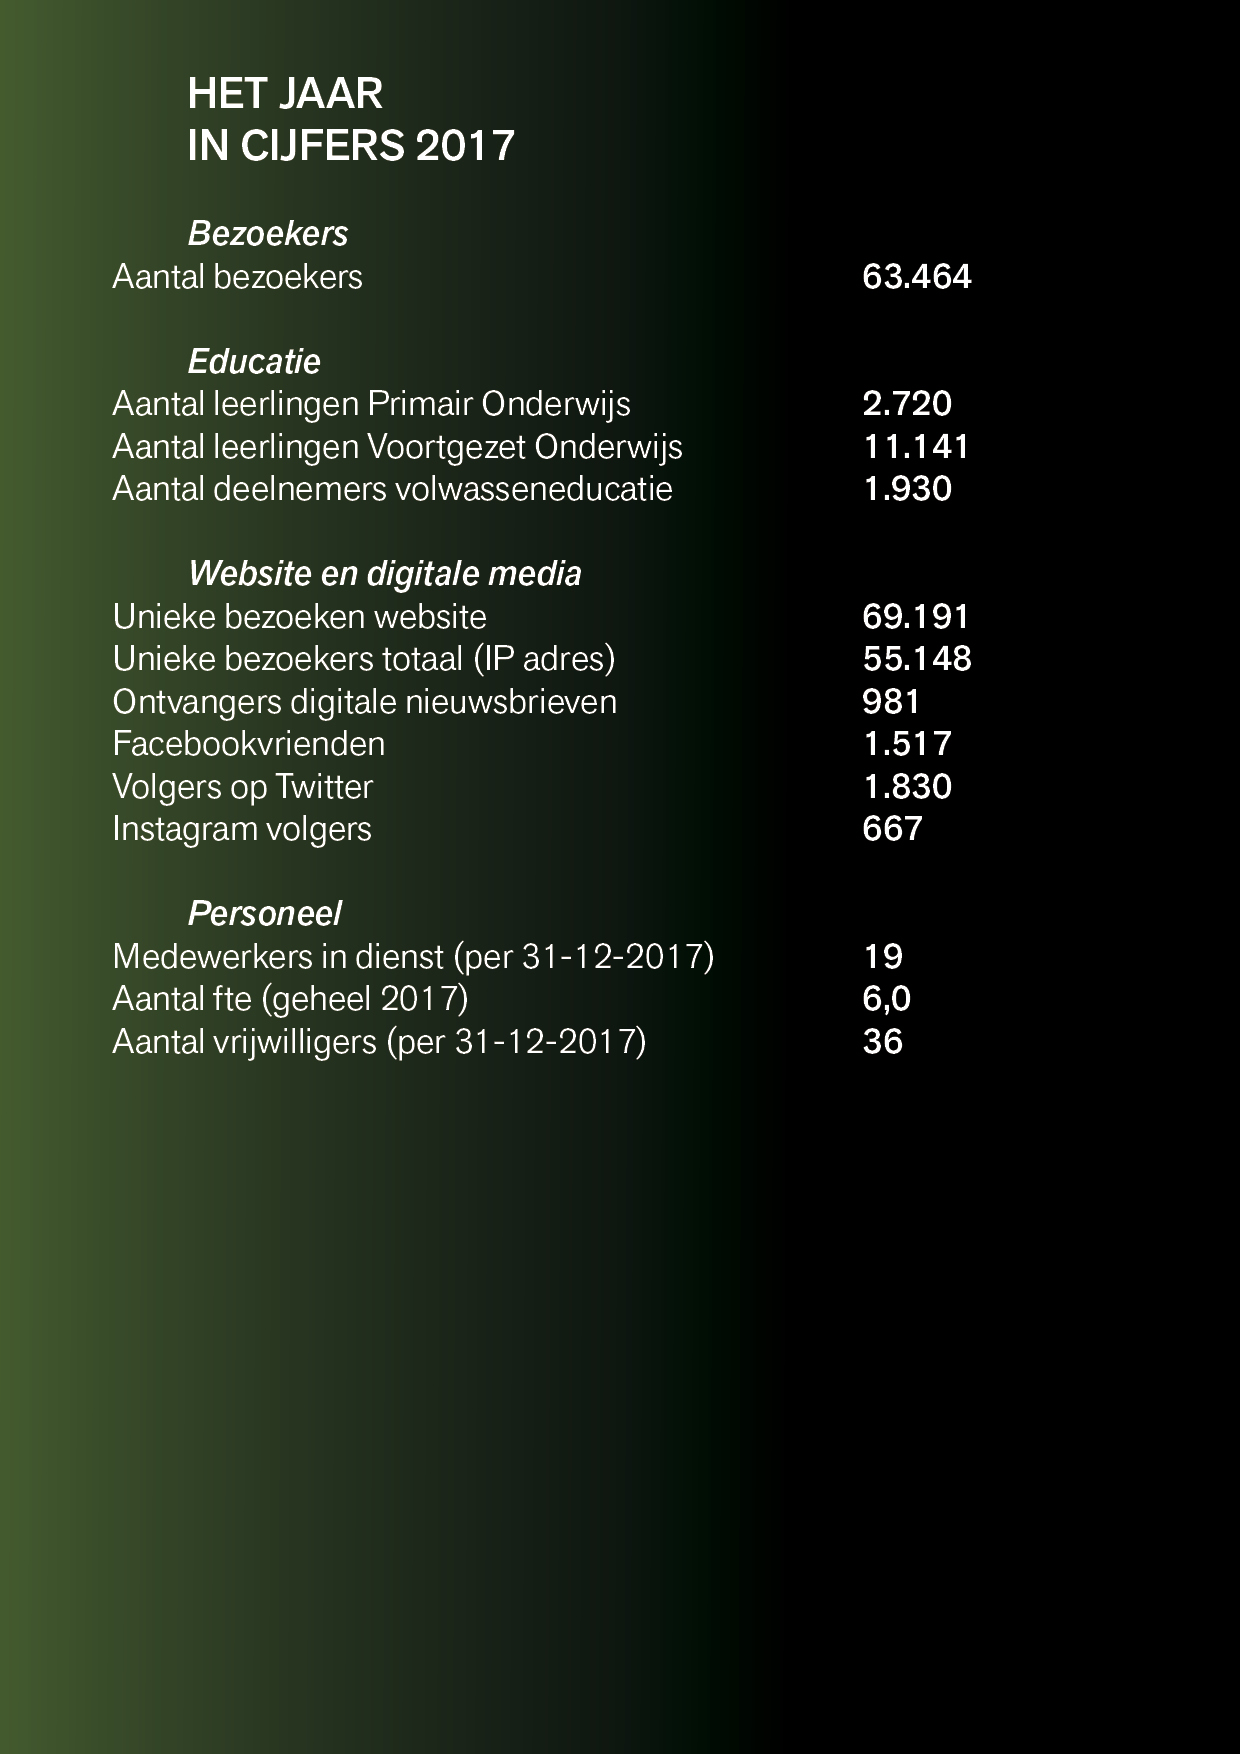 HET JAAR
IN CIJFERS 2017
Bezoekers
Aantal bezoekers 63.464
Educatie
Aantal leerlingen Primair Onderwijs 2.720
Aantal leerlingen Voortgezet Onderwijs 11.141
Aantal deelnemers volwasseneducatie 1.930
Website en digitale media
Unieke bezoeken website 69.191
Unieke bezoekers totaal (IP adres) 55.148
Ontvangers digitale nieuwsbrieven 981
Facebookvrienden 1.517
Volgers op Twitter 1.830
Instagram volgers 667
Personeel
Medewerkers in dienst (per 31-12-2017) 19
Aantal fte (geheel 2017) 6,0
Aantal vrijwilligers (per 31-12-2017) 36